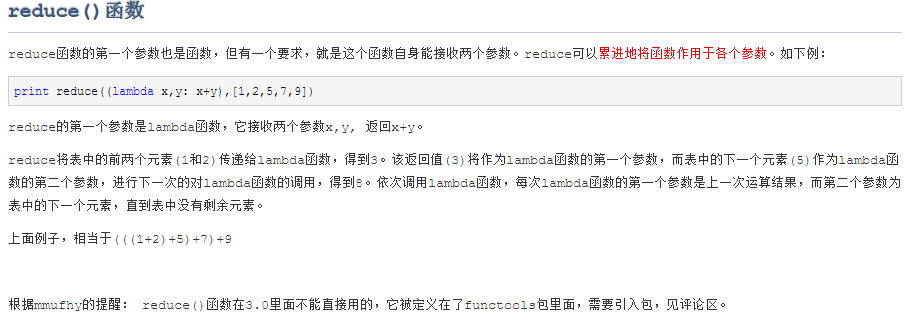 reduce()函数
reduce函数的第一个参数也是函数，但有一个要求，就是这个函数自身能接收两个参数。reduce可以累进地将函数作用于各个参数。如下例：
print reduce((lambda x,y: x+y),[1,2,5,7,9])
reduce的第一个参数是lambda函数，它接收两个参数x,y, 返回x+y。
reduce将表中的前两个元素(1和2)传递给lambda函数，得到3。该返回值(3)将作为lambda函数的第一个参数，而表中的下一个元素(5)作为lambda函
数的第二个参数，进行下一次的对lambda函数的调用，得到8。依次调用lambda函数，每次lambda函数的第一个参数是上一次运算结果，而第二个参数为
表中的下一个元素，直到表中没有剩余元素。
上面例子，相当于(((1+2)+5)+7)+9
根据mmufhy的提醒： reduce()函数在3.0里面不能直接用的，它被定义在了functools包里面，需要引入包，见评论区。